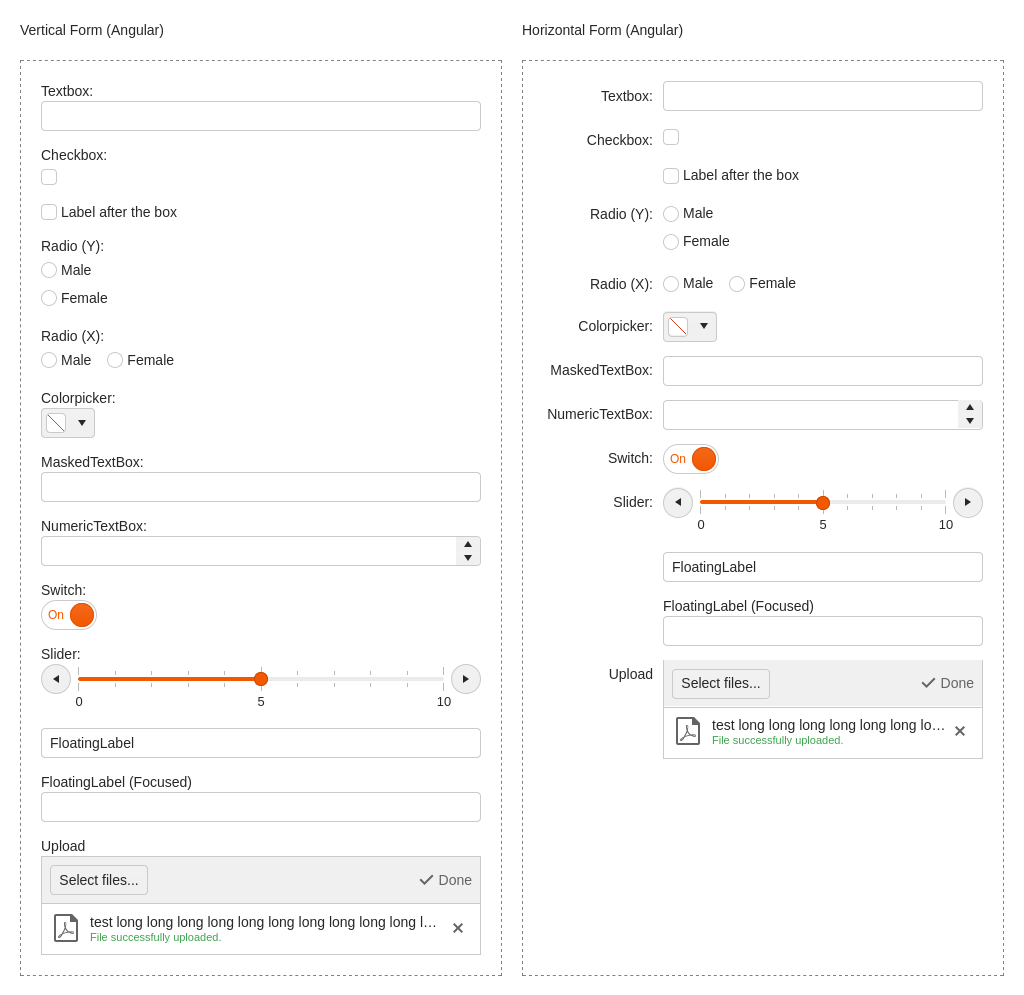 Vertical Form (Angular)
Textbox:
Checkbox:
Label after the box
Radio (Y):
Male
Female
Radio (X):
Male Female
Colorpicker:
MaskedTextBox:
NumericTextBox:
Switch:
On
Slider:
0 5 10
FloatingLabel
FloatingLabel (Focused)
Upload
Select files... Done
test long long long long long long long long long long l...
File successfully uploaded.
Horizontal Form (Angular)
Textbox:
Checkbox:
Label after the box
Radio (Y): Male
Female
Radio (X): Male Female
Colorpicker:
MaskedTextBox:
NumericTextBox:
Switch: On
Slider:
0 5 10
FloatingLabel
FloatingLabel (Focused)
Upload Select files... Done
test long long long long long long lo...
File successfully uploaded.